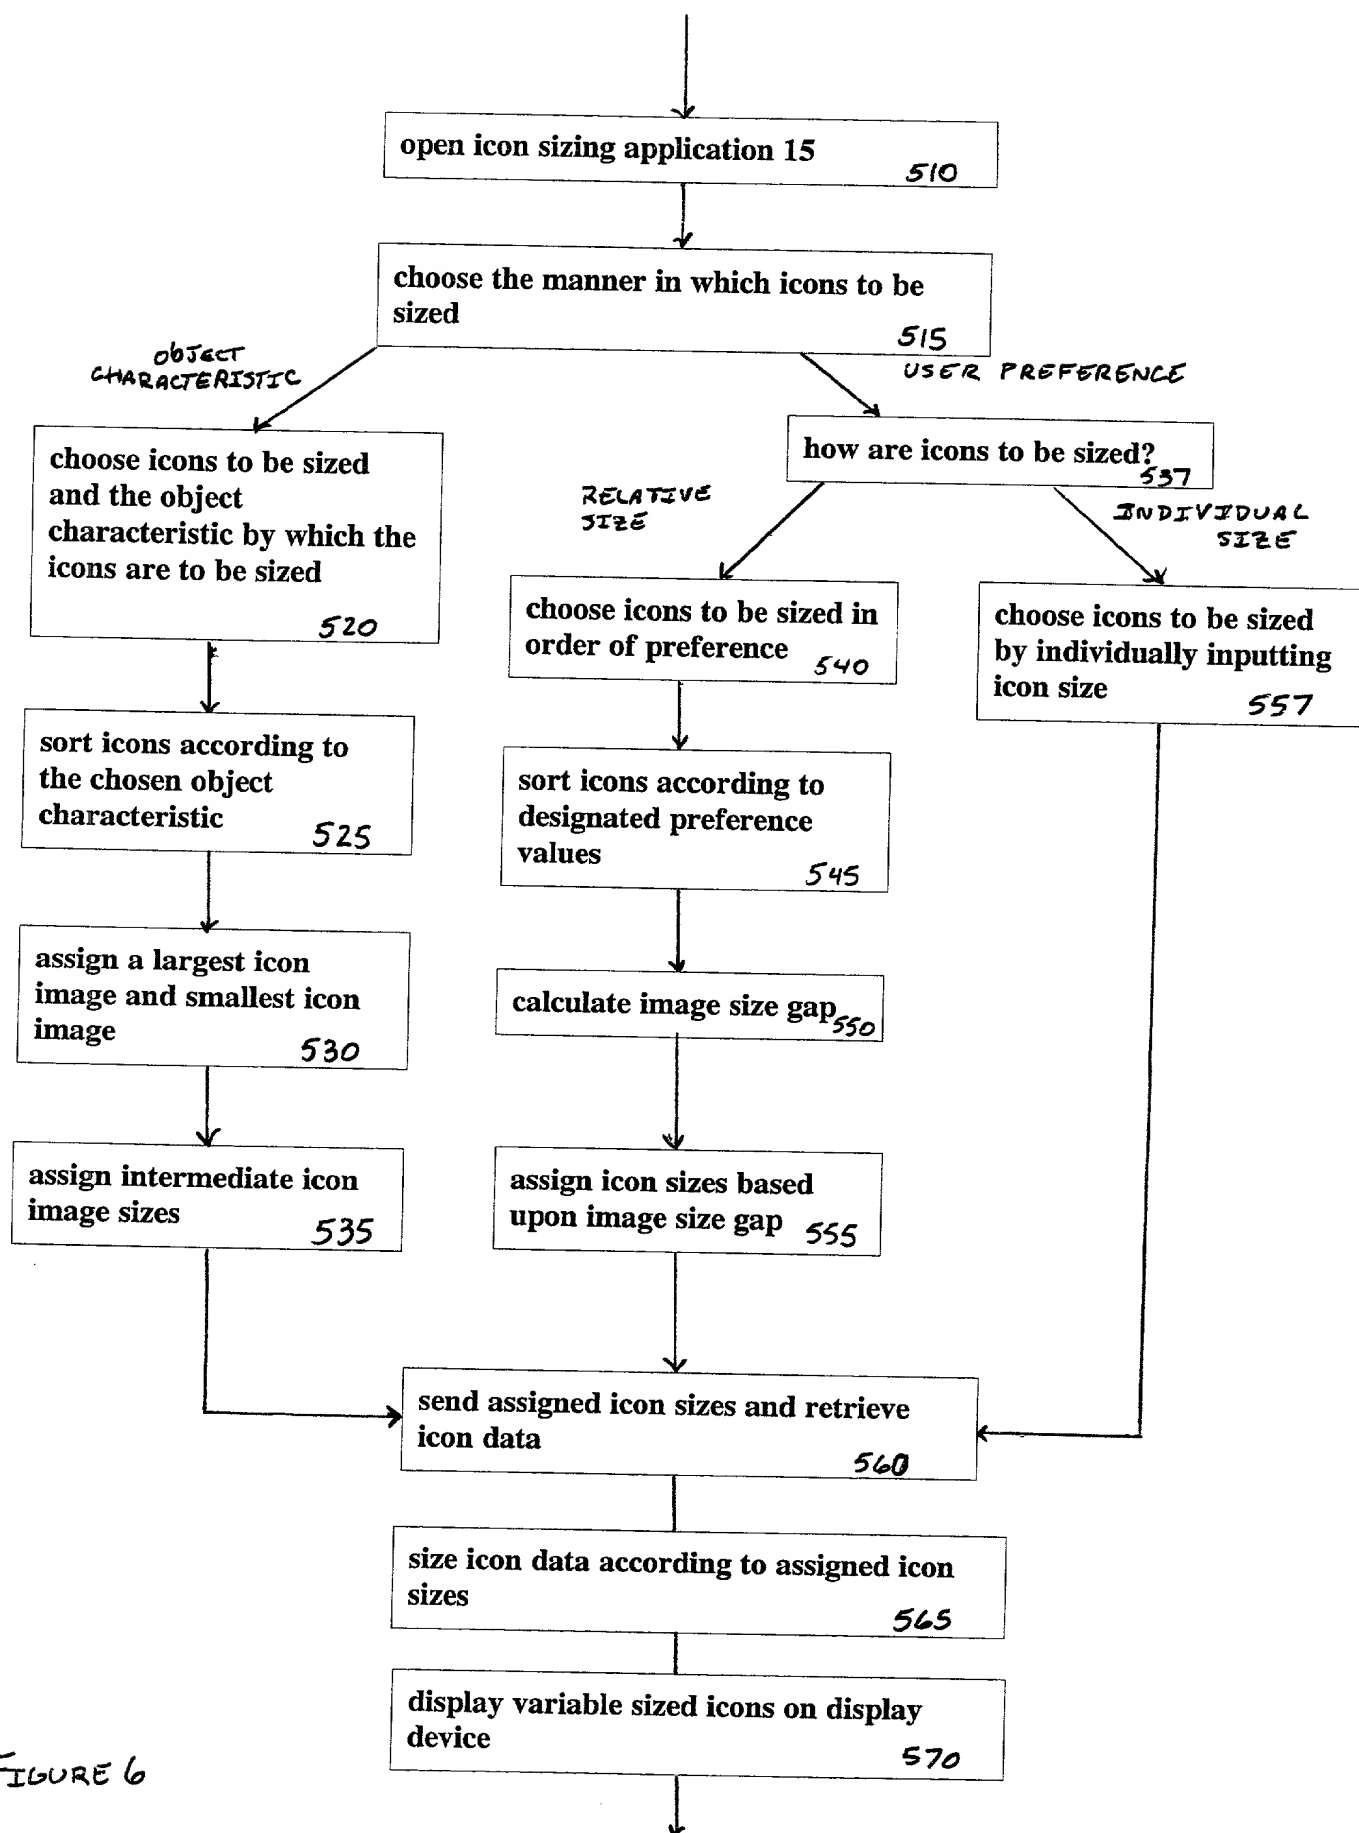 open icon sizing application 15
510
choose the manner in which icons to be
sized
515
OBJECT
CHARACTERISTIC
USER PREFERENCE
choose icons to be sized
and the object
characteristic by which the
icons are to be sized
520
how are icons to be sized?
537
RELATIVE
SIZE
INDIVIDUAL
SIZE
choose icons to be sized in
order of preference
540
choose icons to be sized
by individually inputting
icon size
557
sort icons according to
the chosen object
characteristic
525
sort icons according to
designated preference
values
545
assign a largest icon
image and smallest icon
image
530
calculate image size gap
550
assign intermediate icon
image sizes
535
assign icon sizes based
upon image size gap
555
send assigned icon sizes and retrieve
icon data
560
size icon data according to assigned icon
sizes
565
display variable sized icons on display
device
570
FIGURE 6